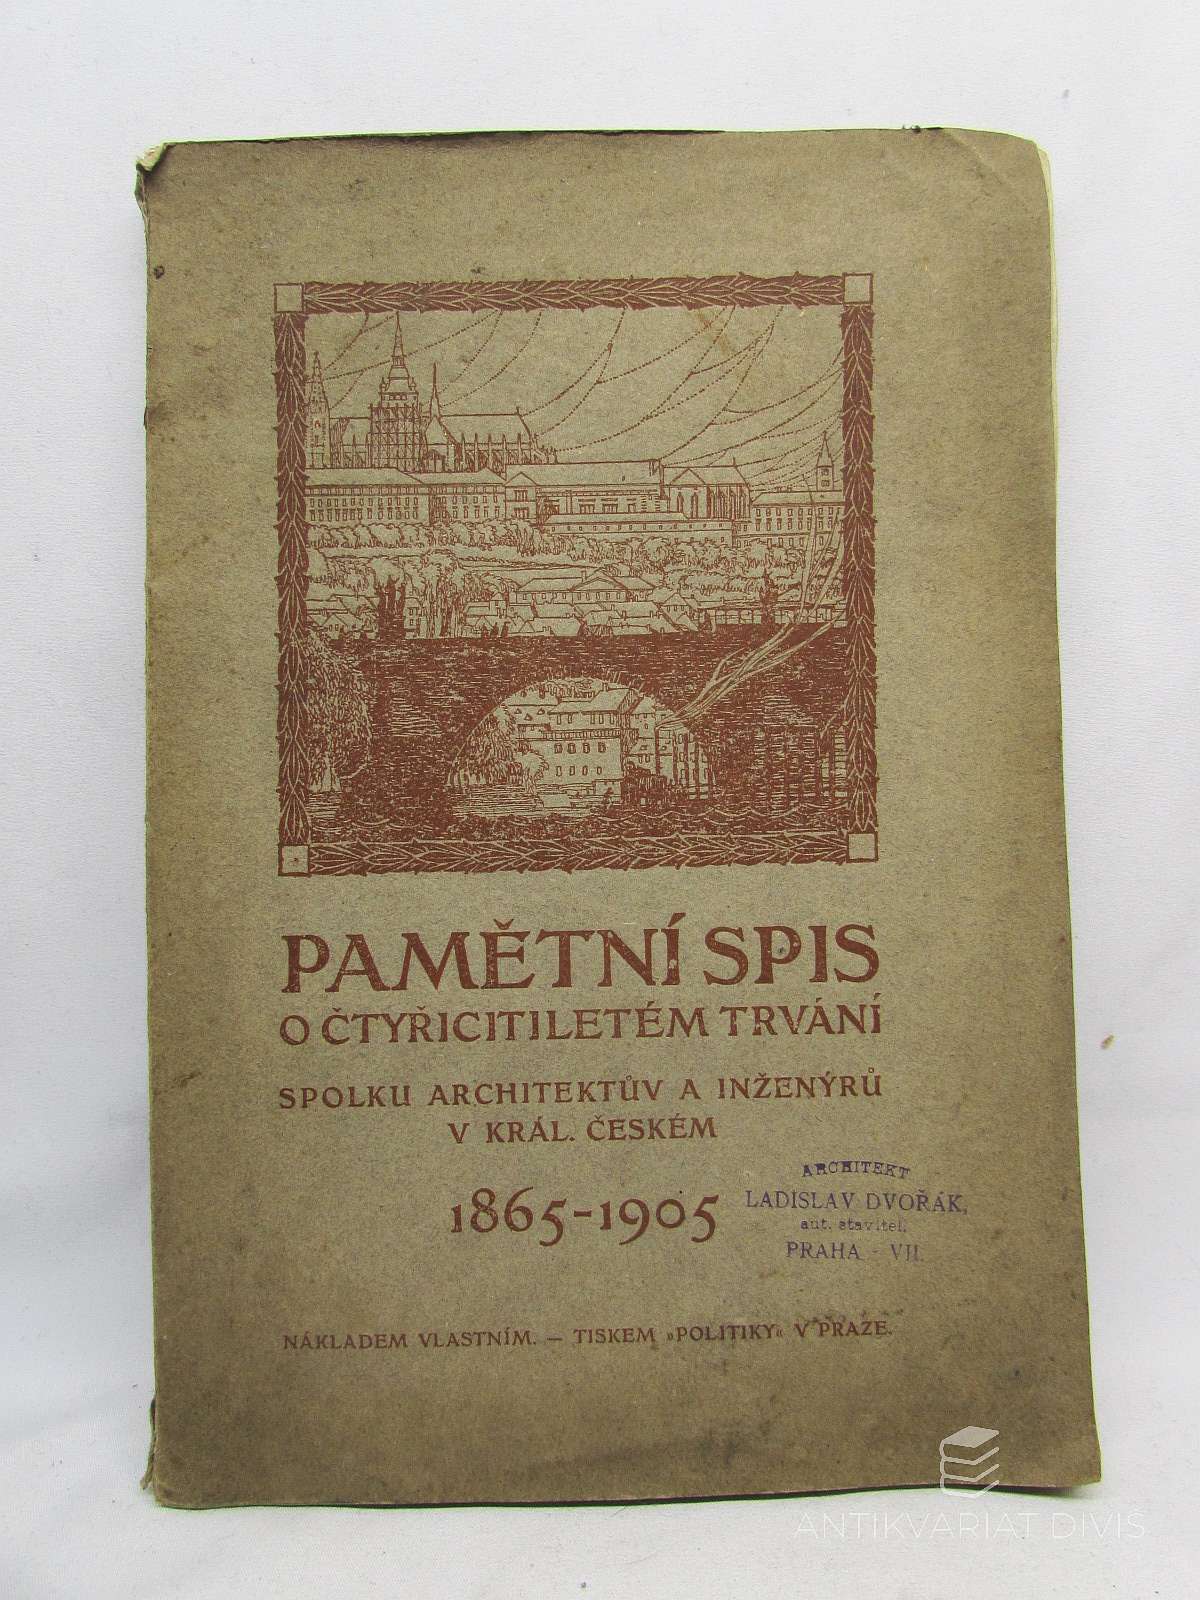 PAMĚTNÍ SPIS
O ČTYŘICITILETÉM TRVÁNÍ
SPOLKU ARCHITEKTŮV A INŽENÝRŮ
V KRÁL. ČESKÉM
1865-1905
ARCHITEKT
LADISLAV DVOŘÁK,
aut. stavitel.
PRAHA - VII.
NÁKLADEM VLASTNÍM. — TISKEM »POLITIKY« V PRAZE.
ANTIKVARIAT DIVIŠ